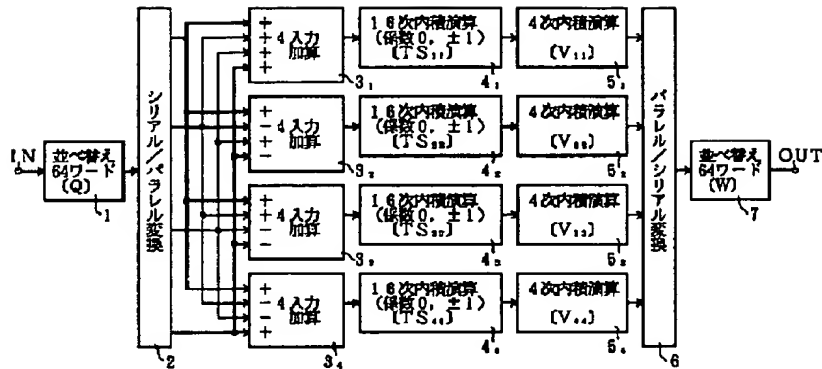 IN
並べ替え
64ワード
〔Q〕
1
シリアル/パラレル変換
2
+
+
+
+
4入力
加算
3₁
16次内積演算
(係数0, ±1)
〔TS₁₁〕
4₁
4次内積演算
〔V₁₁〕
5₁
+
−
+
−
4入力
加算
3₂
16次内積演算
(係数0, ±1)
〔TS₂₂〕
4₂
4次内積演算
5₂
+
+
−
−
4入力
加算
16次内積演算
(係数0, ±1)
4次内積演算
+
−
−
+
4入力
加算
3₄
16次内積演算
(係数0, ±1)
〔TS₄₄〕
4₄
4次内積演算
〔V₄₄〕
5₄
パラレル/シリアル変換
6
並べ替え
64ワード
〔W〕
7
OUT